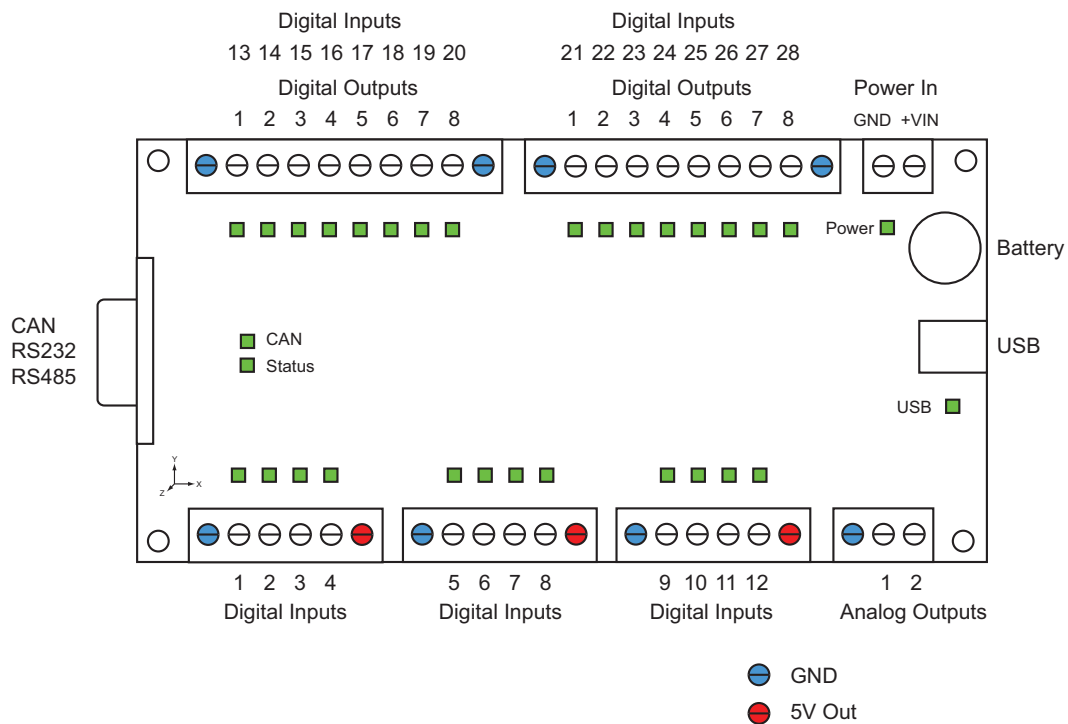 Digital Inputs
13 14 15 16 17 18 19 20
Digital Outputs
1 2 3 4 5 6 7 8
Digital Inputs
21 22 23 24 25 26 27 28
Digital Outputs
1 2 3 4 5 6 7 8
Power In
GND +VIN
Power
Battery
CAN
RS232
RS485
CAN
Status
USB
USB
Y
X
Z
1 2 3 4
Digital Inputs
5 6 7 8
Digital Inputs
9 10 11 12
Digital Inputs
1 2
Analog Outputs
GND
5V Out